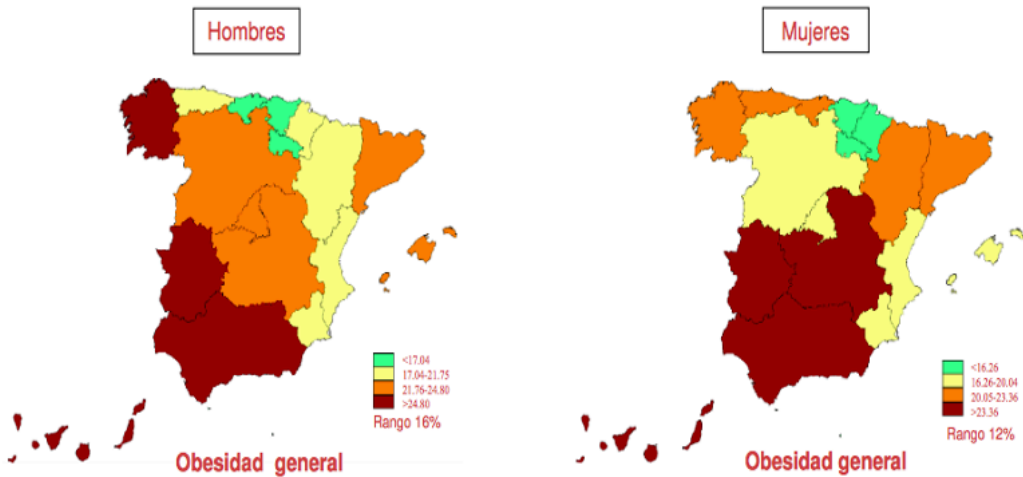 Hombres
<17.04
17.04-21.75
21.76-24.80
>24.80
Rango 16%
Obesidad general
Mujeres
<16.26
16.26-20.04
20.05-23.36
>23.36
Rango 12%
Obesidad general